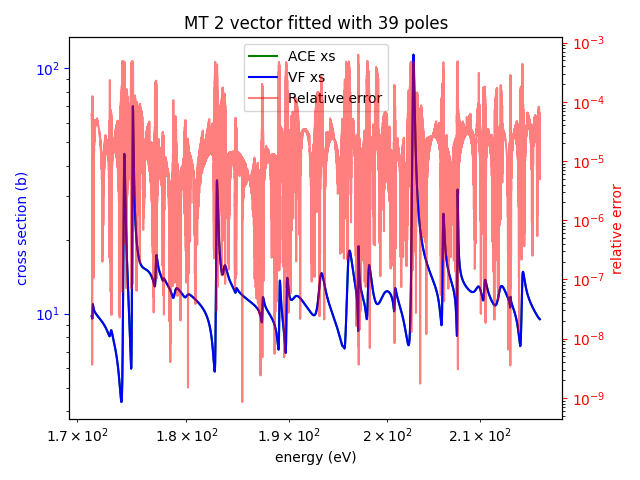 MT 2 vector fitted with 39 poles
ACE xs
VF xs
Relative error
10²
10¹
cross section (b)
10⁻³
10⁻⁴
10⁻⁵
10⁻⁶
10⁻⁷
10⁻⁸
10⁻⁹
relative error
1.7 × 10² 1.8 × 10² 1.9 × 10² 2 × 10² 2.1 × 10²
energy (eV)